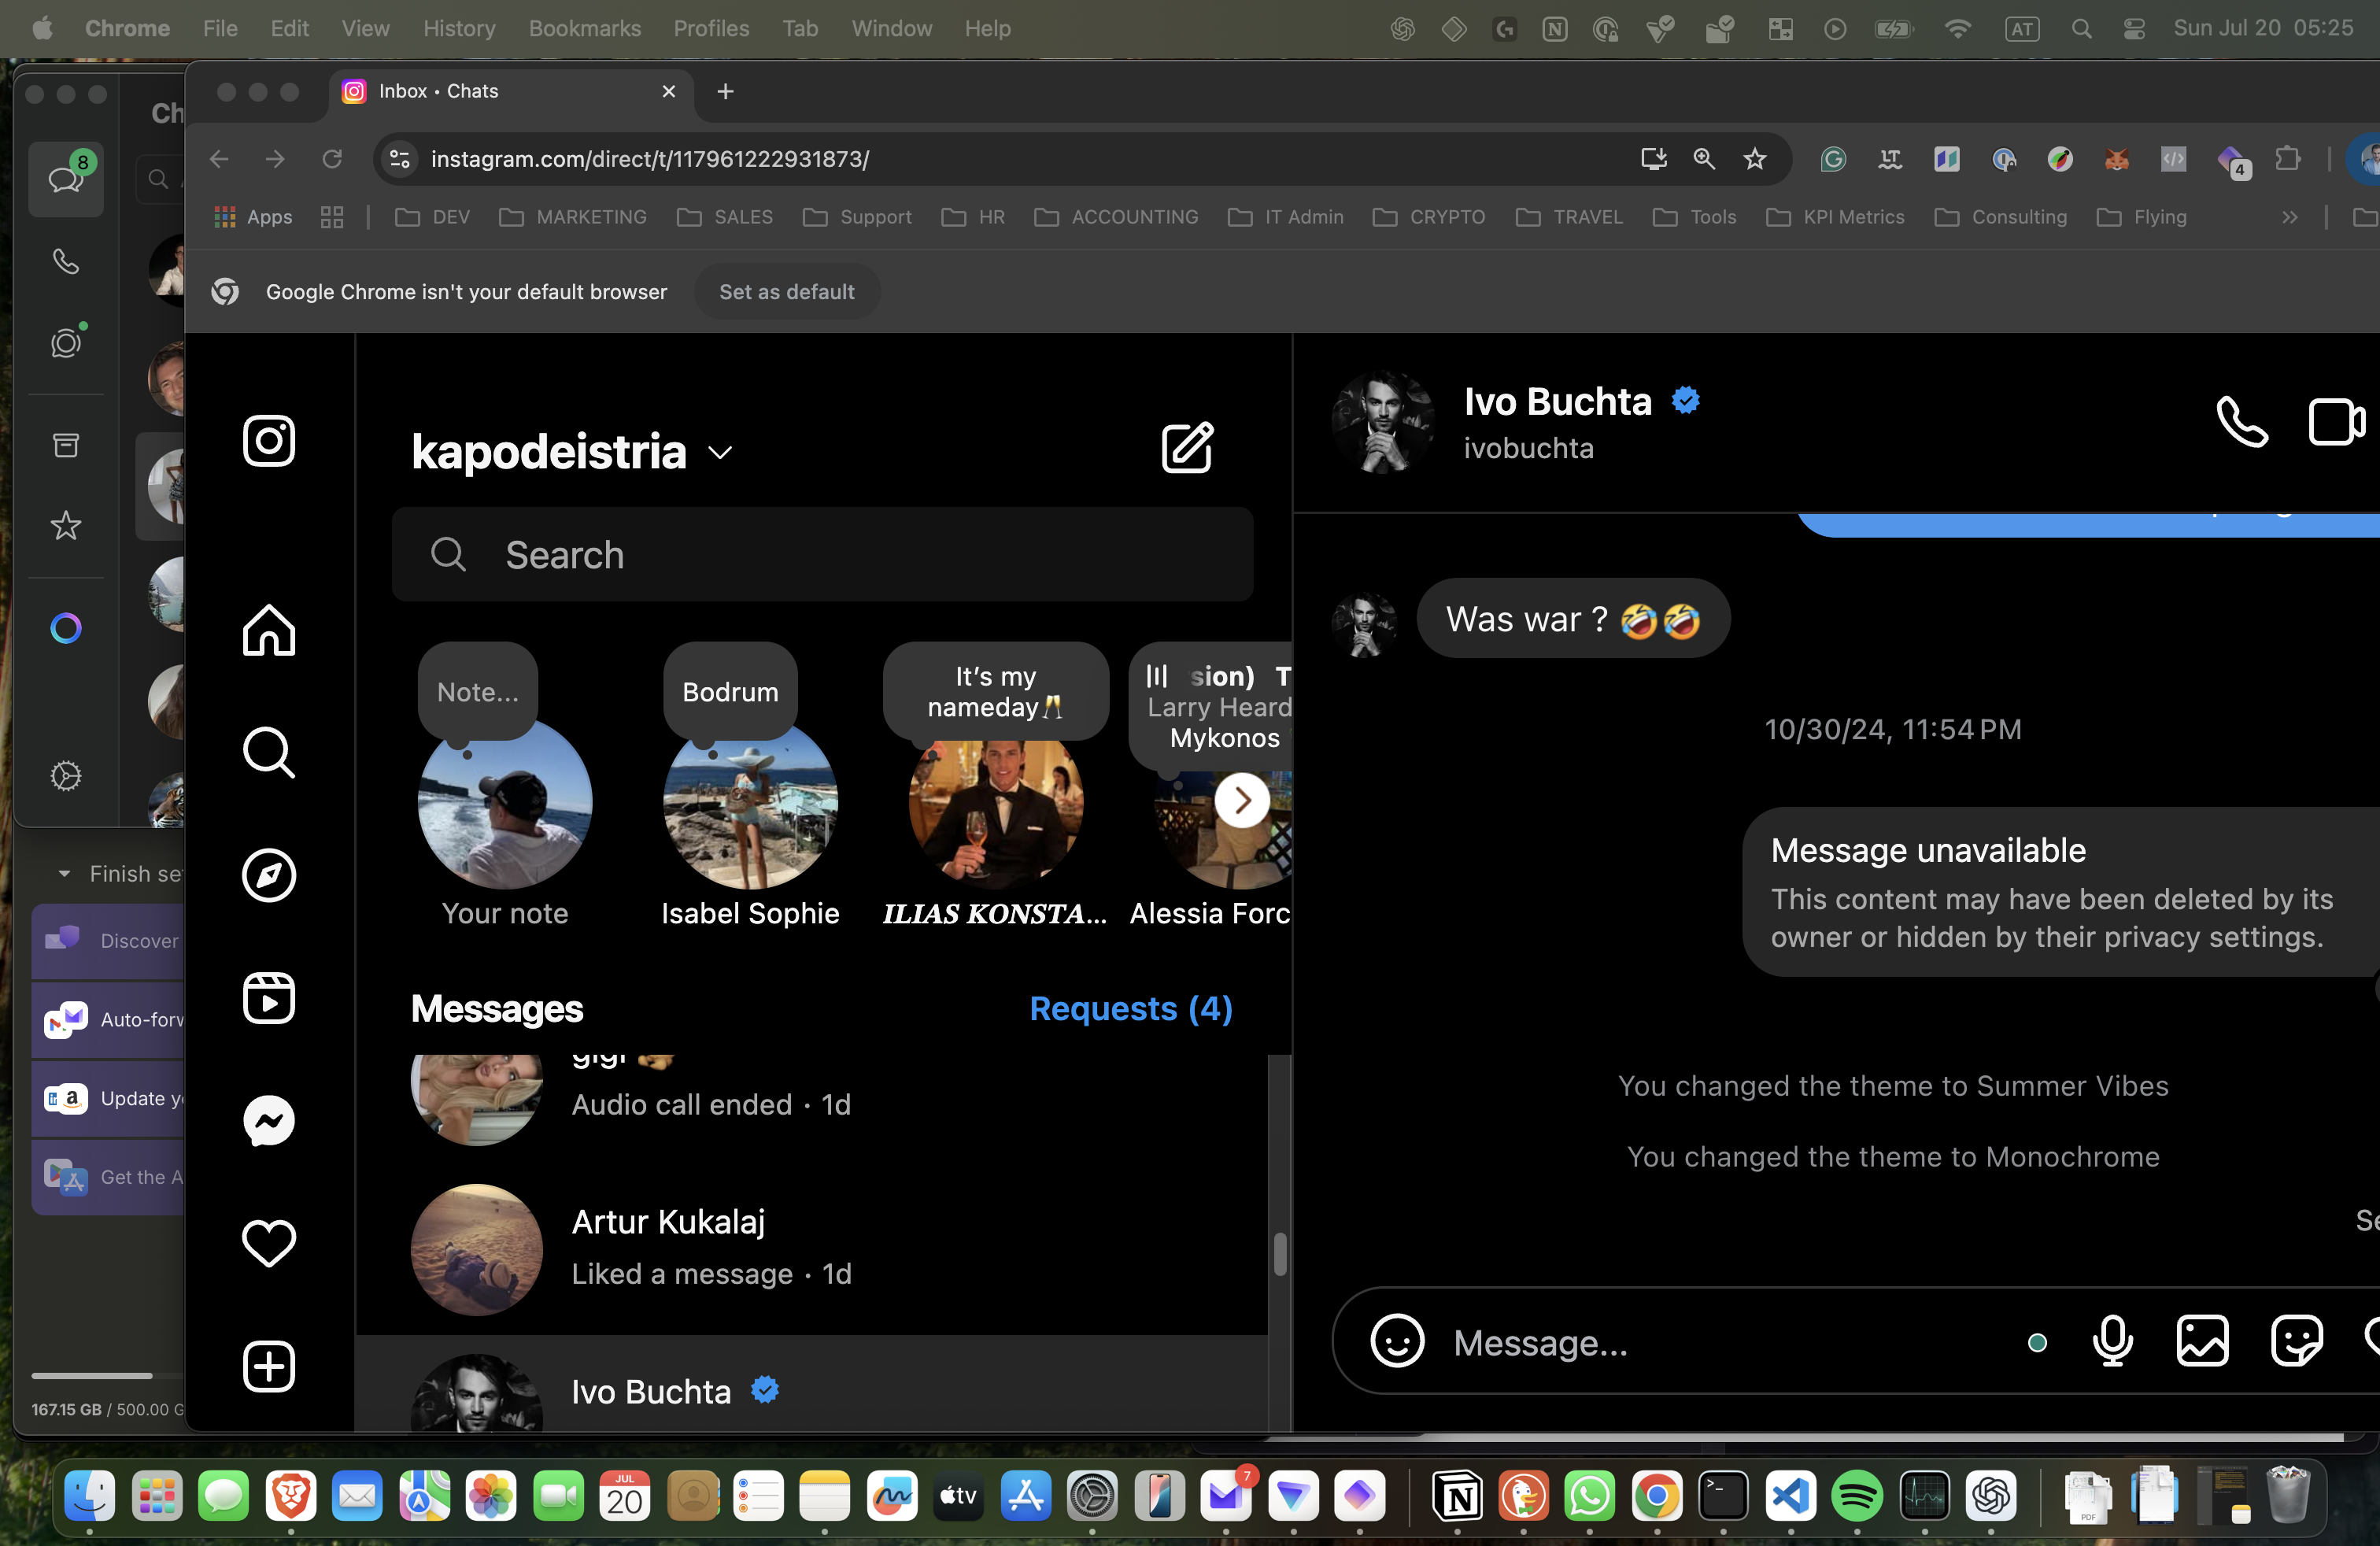 Chrome File Edit View History Bookmarks Profiles Tab Window Help AT Sun Jul 20 05:25
Inbox • Chats
instagram.com/direct/t/117961222931873/
4
Apps DEV MARKETING SALES Support HR ACCOUNTING IT Admin CRYPTO TRAVEL Tools KPI Metrics Consulting Flying
Google Chrome isn't your default browser Set as default
8
Finish
Discover
Update
Get the
167.15 GB / 500.00
kapodeistria
Search
Note...
Bodrum
It's my
nameday🥂
sion)
Larry Heard
Mykonos
Your note
Isabel Sophie
ILIAS KONSTA...
Alessia
Messages
Requests (4)
gigi
Audio call ended · 1d
Artur Kukalaj
Liked a message · 1d
Ivo Buchta
Ivo Buchta
ivobuchta
Was war ? 🤣🤣
10/30/24, 11:54 PM
Message unavailable
This content may have been deleted by its
owner or hidden by their privacy settings.
You changed the theme to Summer Vibes
You changed the theme to Monochrome
Message...
JUL
20
tv
7
PDF